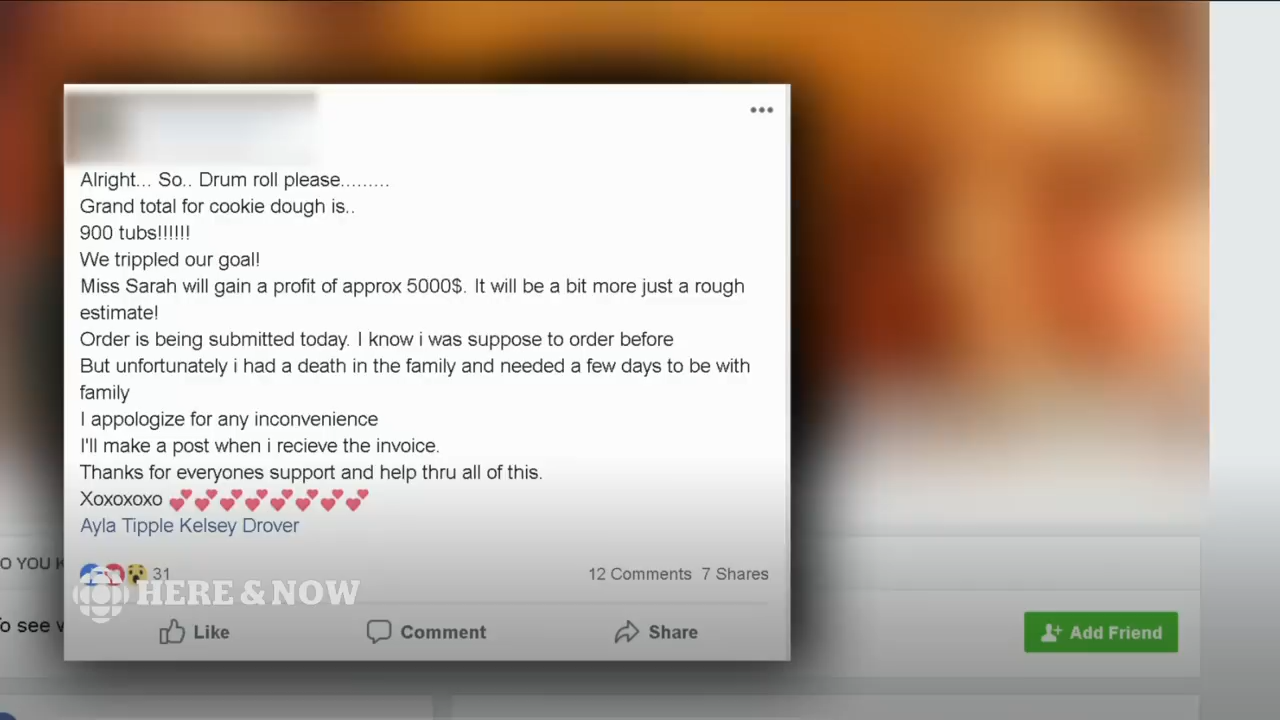 Alright... So.. Drum roll please.........
Grand total for cookie dough is..
900 tubs!!!!!!
We trippled our goal!
Miss Sarah will gain a profit of approx 5000$. It will be a bit more just a rough
estimate!
Order is being submitted today. I know i was suppose to order before
But unfortunately i had a death in the family and needed a few days to be with
family
I appologize for any inconvenience
I'll make a post when i recieve the invoice.
Thanks for everyones support and help thru all of this.
Xoxoxoxo 💕💕💕💕💕💕💕💕
Ayla Tipple Kelsey Drover
31
12 Comments 7 Shares
HERE & NOW
Like Comment Share
O YOU K
o see
Add Friend